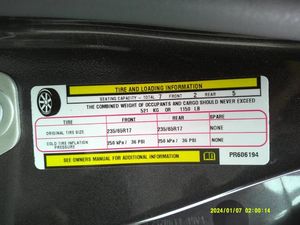 TIRE AND LOADING INFORMATION
SEATING CAPACITY - TOTAL 7 FRONT 2 REAR 5
THE COMBINED WEIGHT OF OCCUPANTS AND CARGO SHOULD NEVER EXCEED
521 KG OR 1150 LB
TIRE FRONT REAR SPARE
ORIGINAL TIRE SIZE 235/65R17 235/65R17 NONE
COLD TIRE INFLATION PRESSURE 250 kPa / 36 PSI 250 kPa / 36 PSI NONE
SEE OWNERS MANUAL FOR ADDITIONAL INFORMATION PR606194
2024/01/07 02:00:14